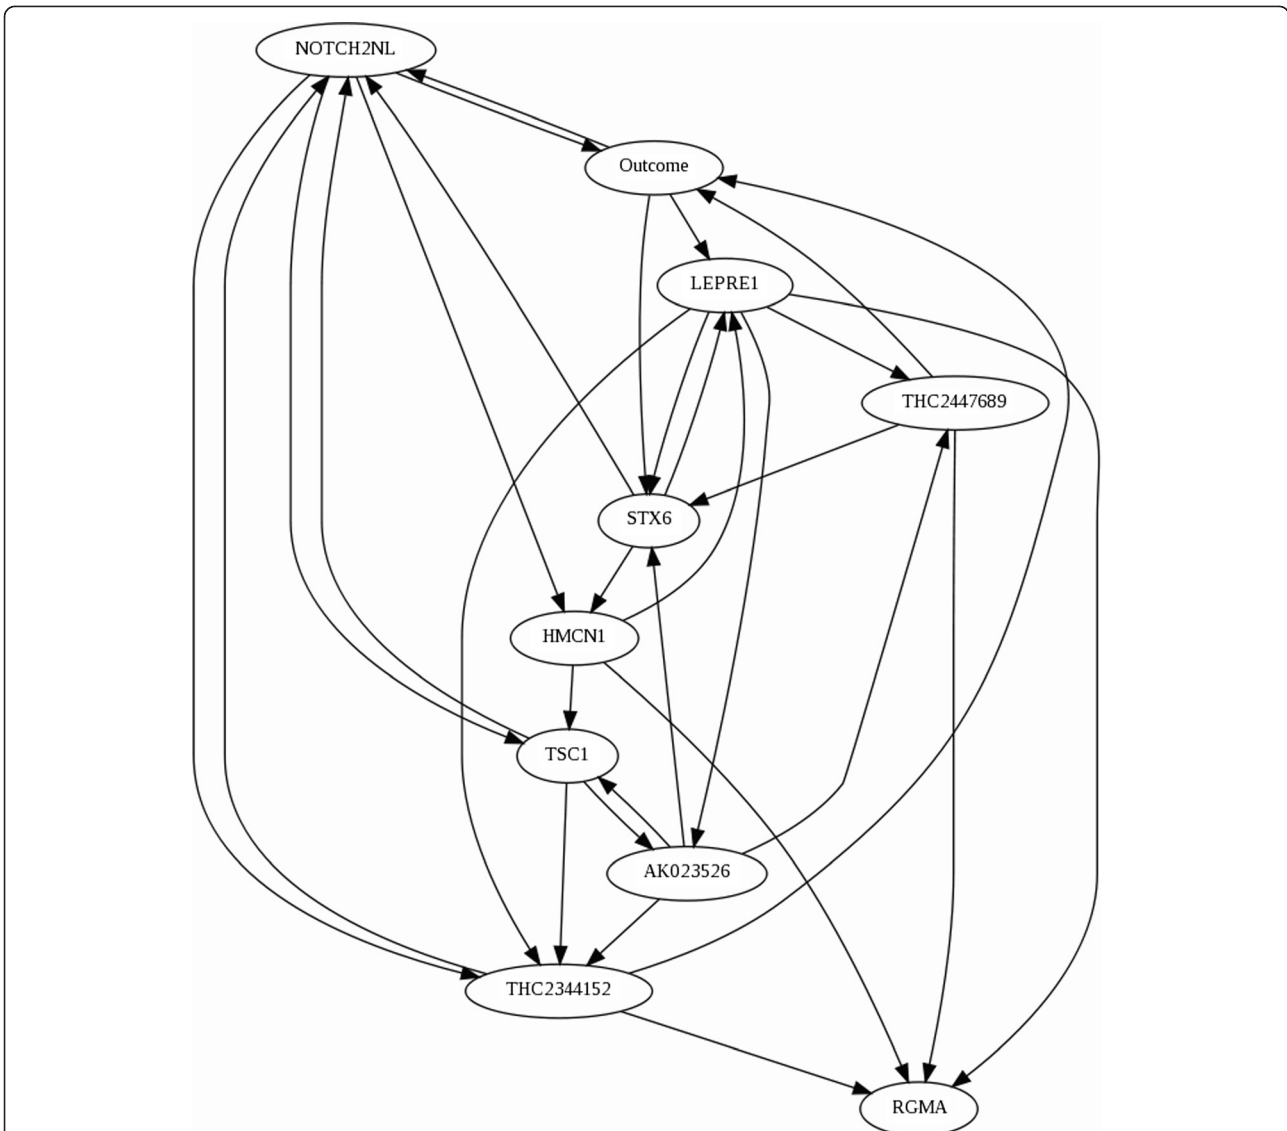 NOTCH2NL
Outcome
LEPRE1
THC2447689
STX6
HMCN1
TSC1
AK023526
THC2344152
RGMA